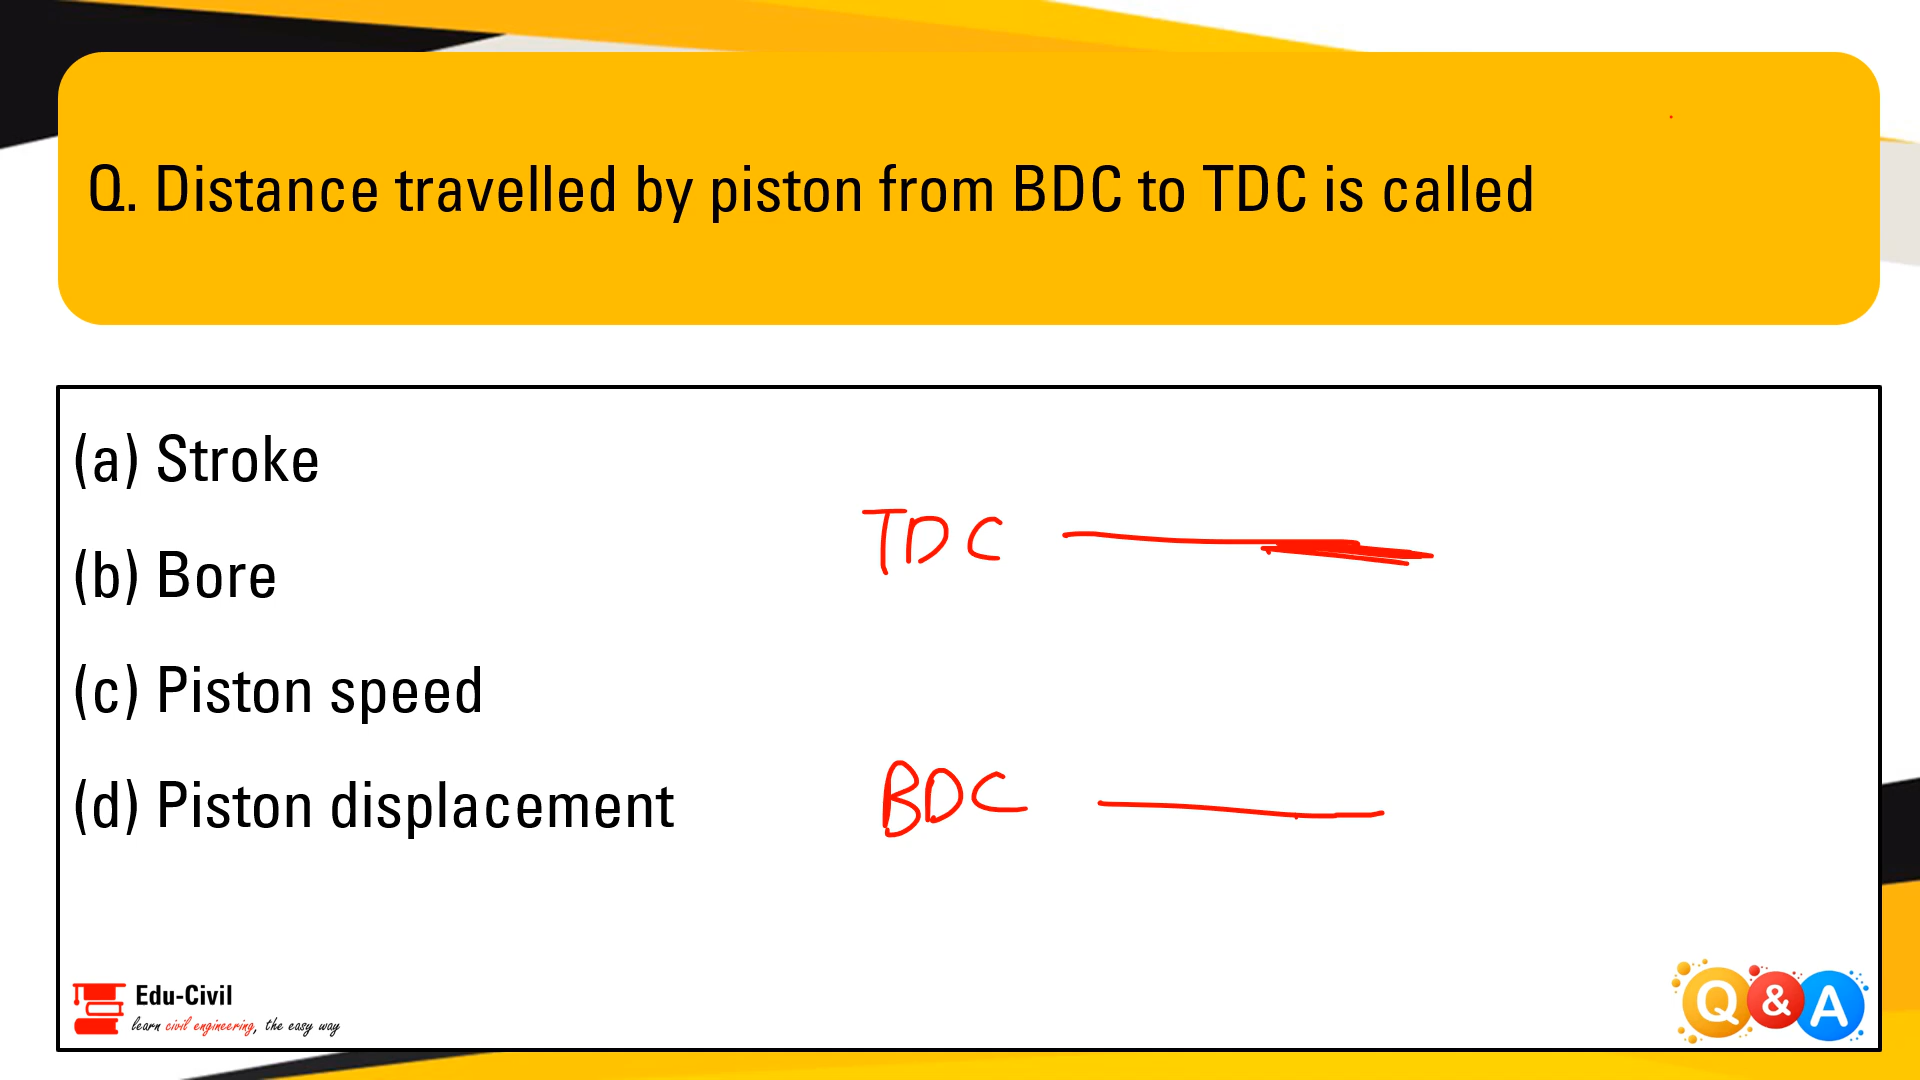 Q. Distance travelled by piston from BDC to TDC is called
(a) Stroke
(b) Bore
(c) Piston speed
(d) Piston displacement
TDC
BDC
Edu-Civil
learn civil engineering, the easy way
Q & A